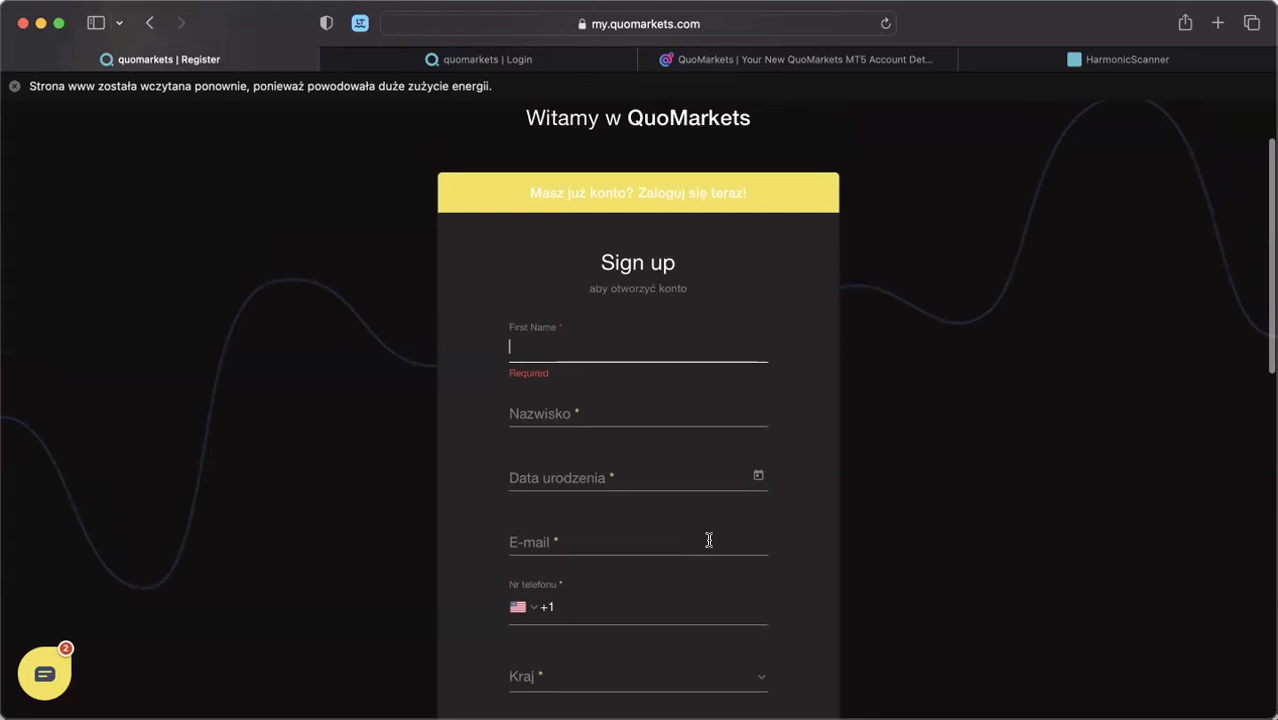 my.quomarkets.com
quomarkets | Register
quomarkets | Login
QuoMarkets | Your New QuoMarkets MT5 Account Det...
HarmonicScanner
Strona www została wczytana ponownie, ponieważ powodowała duże zużycie energii.
Witamy w QuoMarkets
Masz już konto? Zaloguj się teraz!
Sign up
aby otworzyć konto
First Name *
Required
Nazwisko *
Data urodzenia *
E-mail *
Nr telefonu *
+1
Kraj *
2